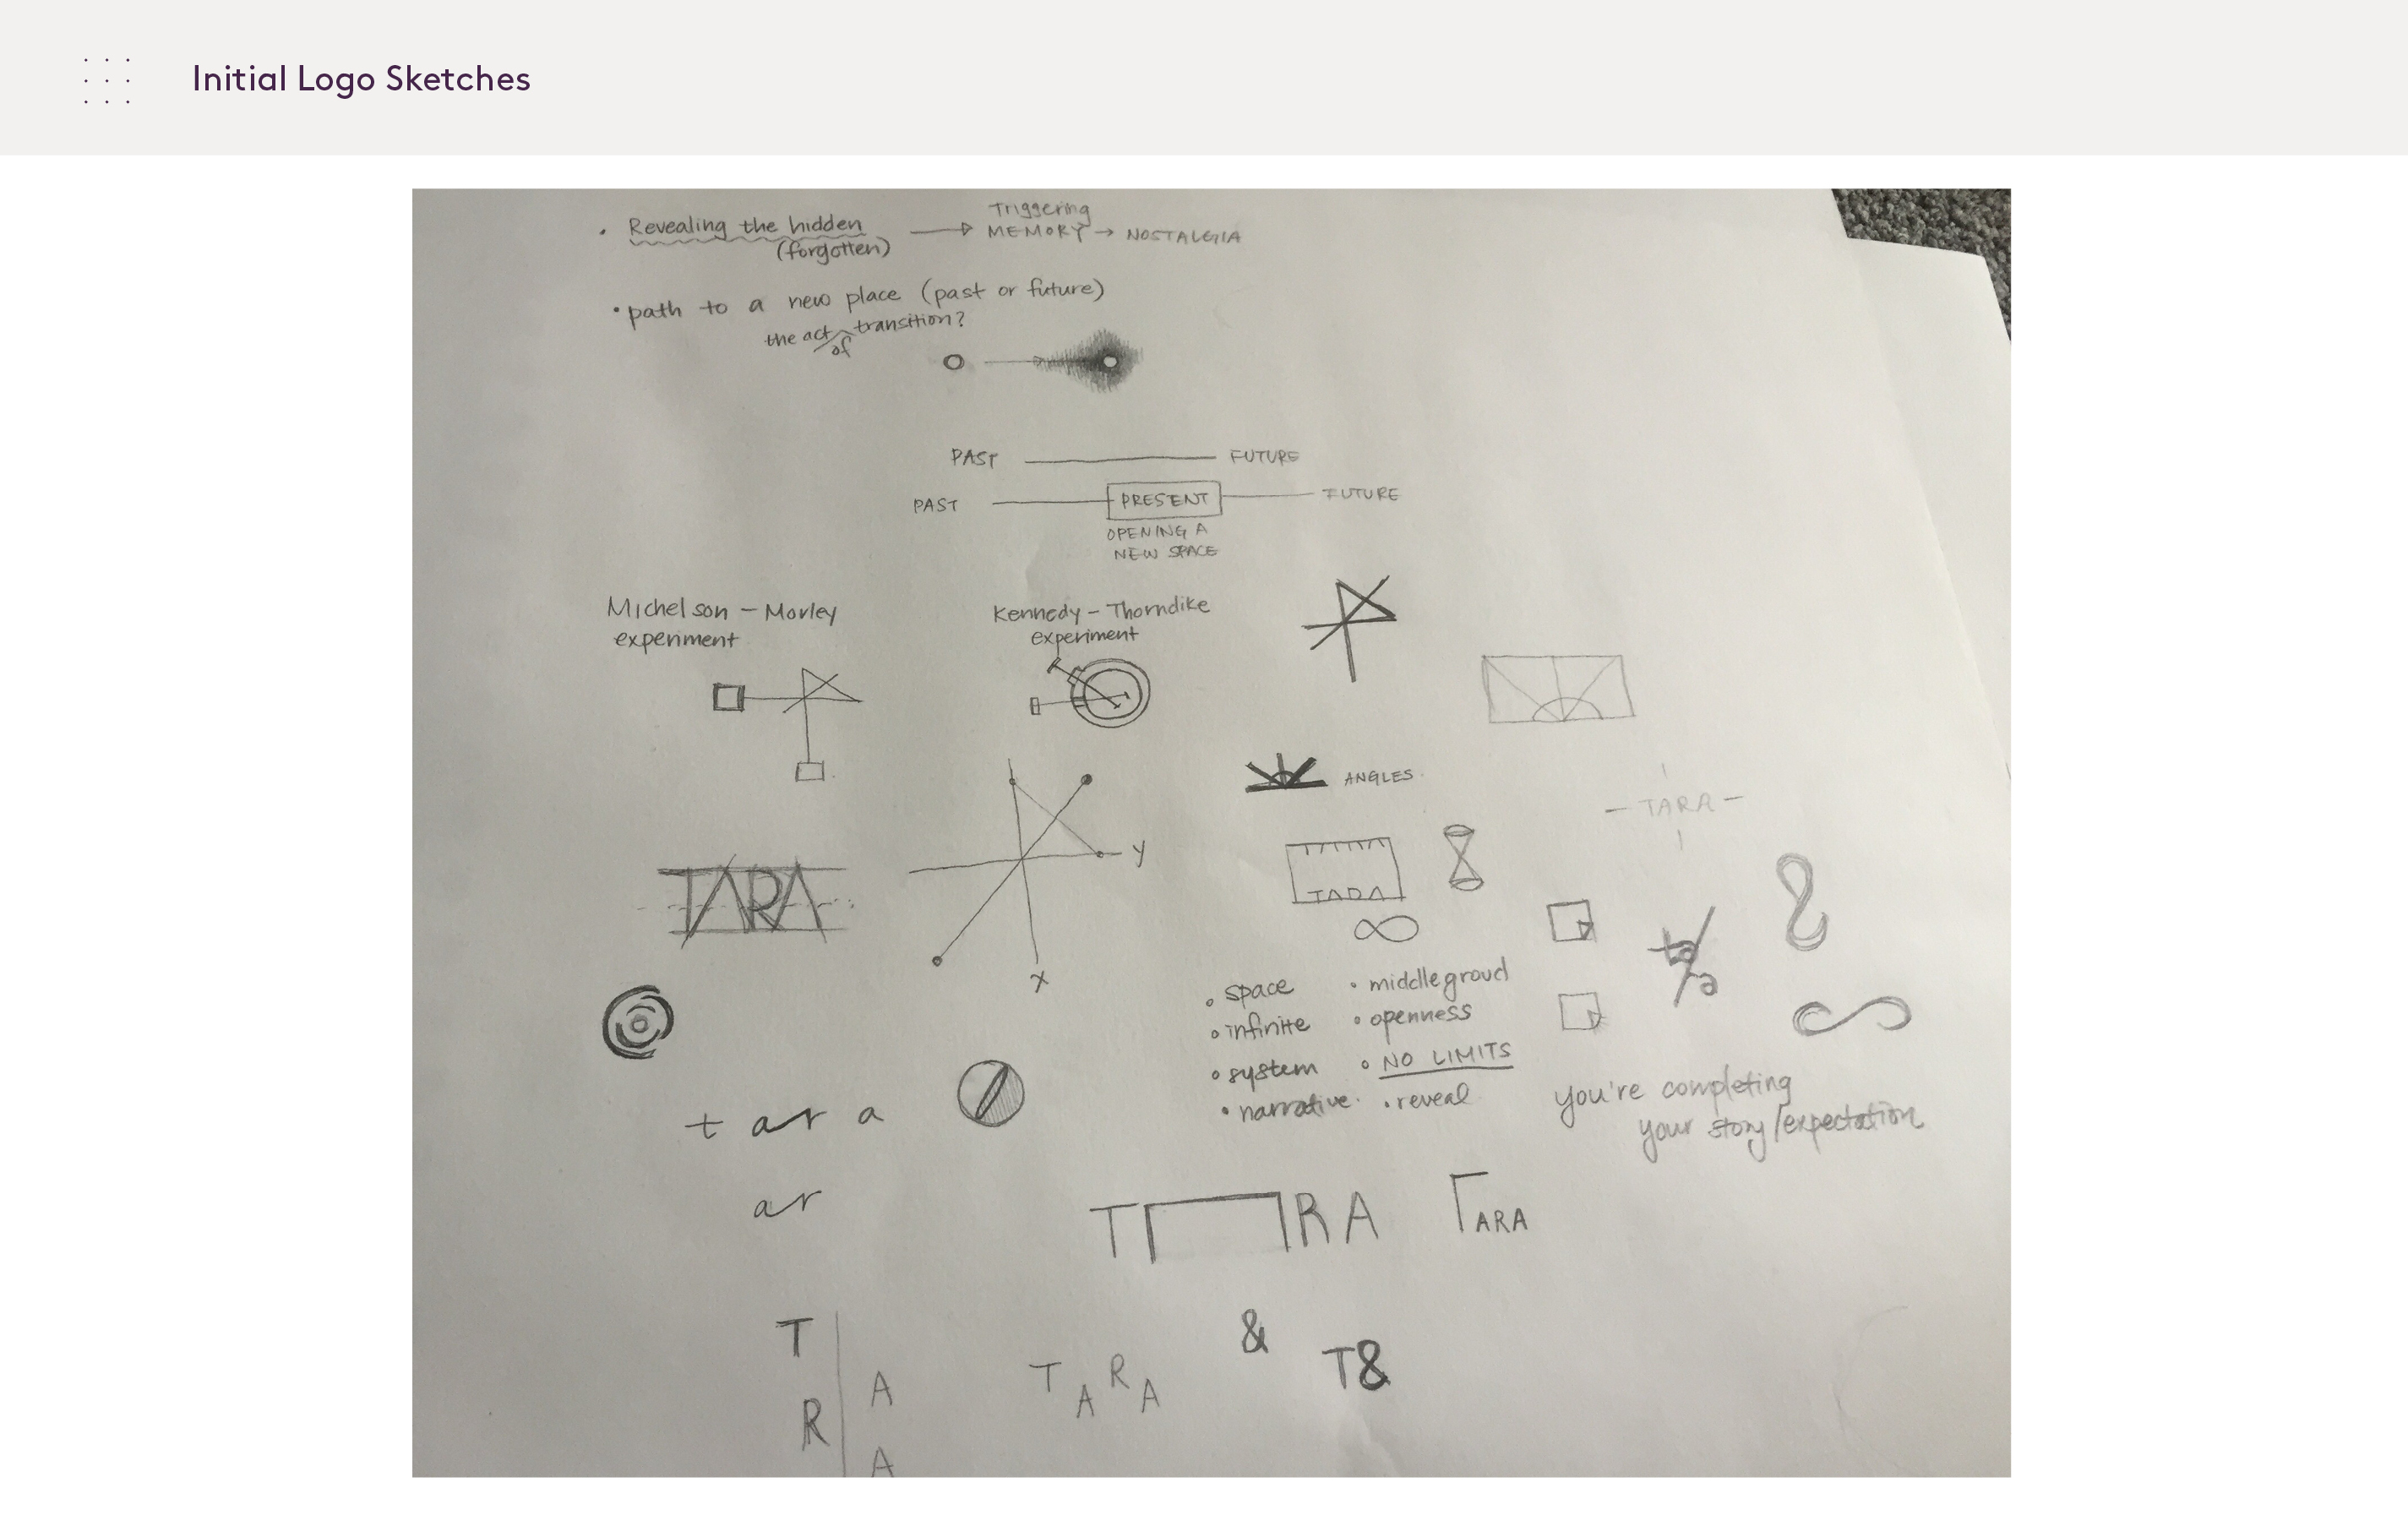 Initial Logo Sketches
• Revealing the hidden
(forgotten)
Triggering
MEMORY → NOSTALGIA
• path to a new place (past or future)
the act of transition?
PAST FUTURE
PAST PRESENT FUTURE
OPENING A
NEW SPACE
Michelson - Morley
experiment
Kennedy - Thorndike
experiment
ANGLES
- TARA -
y
x
TARA
TARA
ta/ra
• space
• infinite
• system
• narrative
• middlegroud
• openness
• NO LIMITS
• reveal
you're completing
your story/expectation
t a r a
ar
T RA
TARA
T
R
A
A
T A R A
&
T&